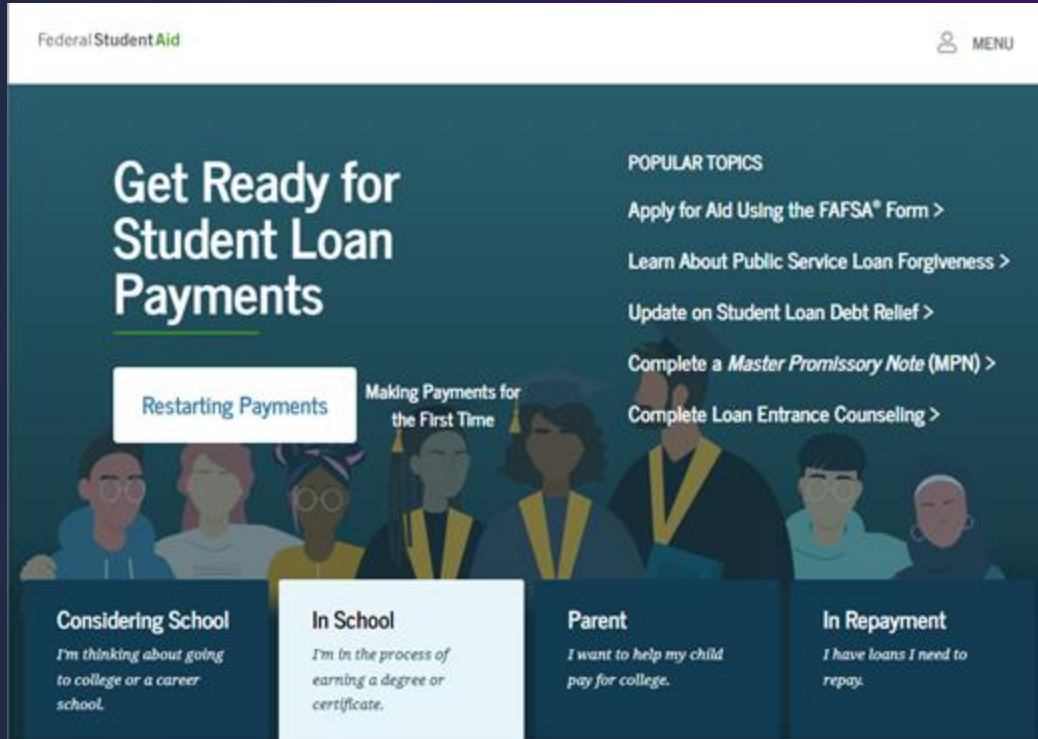 Federal Student Aid
MENU
Get Ready for
Student Loan
Payments
Restarting Payments
Making Payments for
the First Time
POPULAR TOPICS
Apply for Aid Using the FAFSA® Form >
Learn About Public Service Loan Forgiveness >
Update on Student Loan Debt Relief >
Complete a Master Promissory Note (MPN) >
Complete Loan Entrance Counseling >
Considering School
I'm thinking about going
to college or a career
school.
In School
I'm in the process of
earning a degree or
certificate.
Parent
I want to help my child
pay for college.
In Repayment
I have loans I need to
repay.